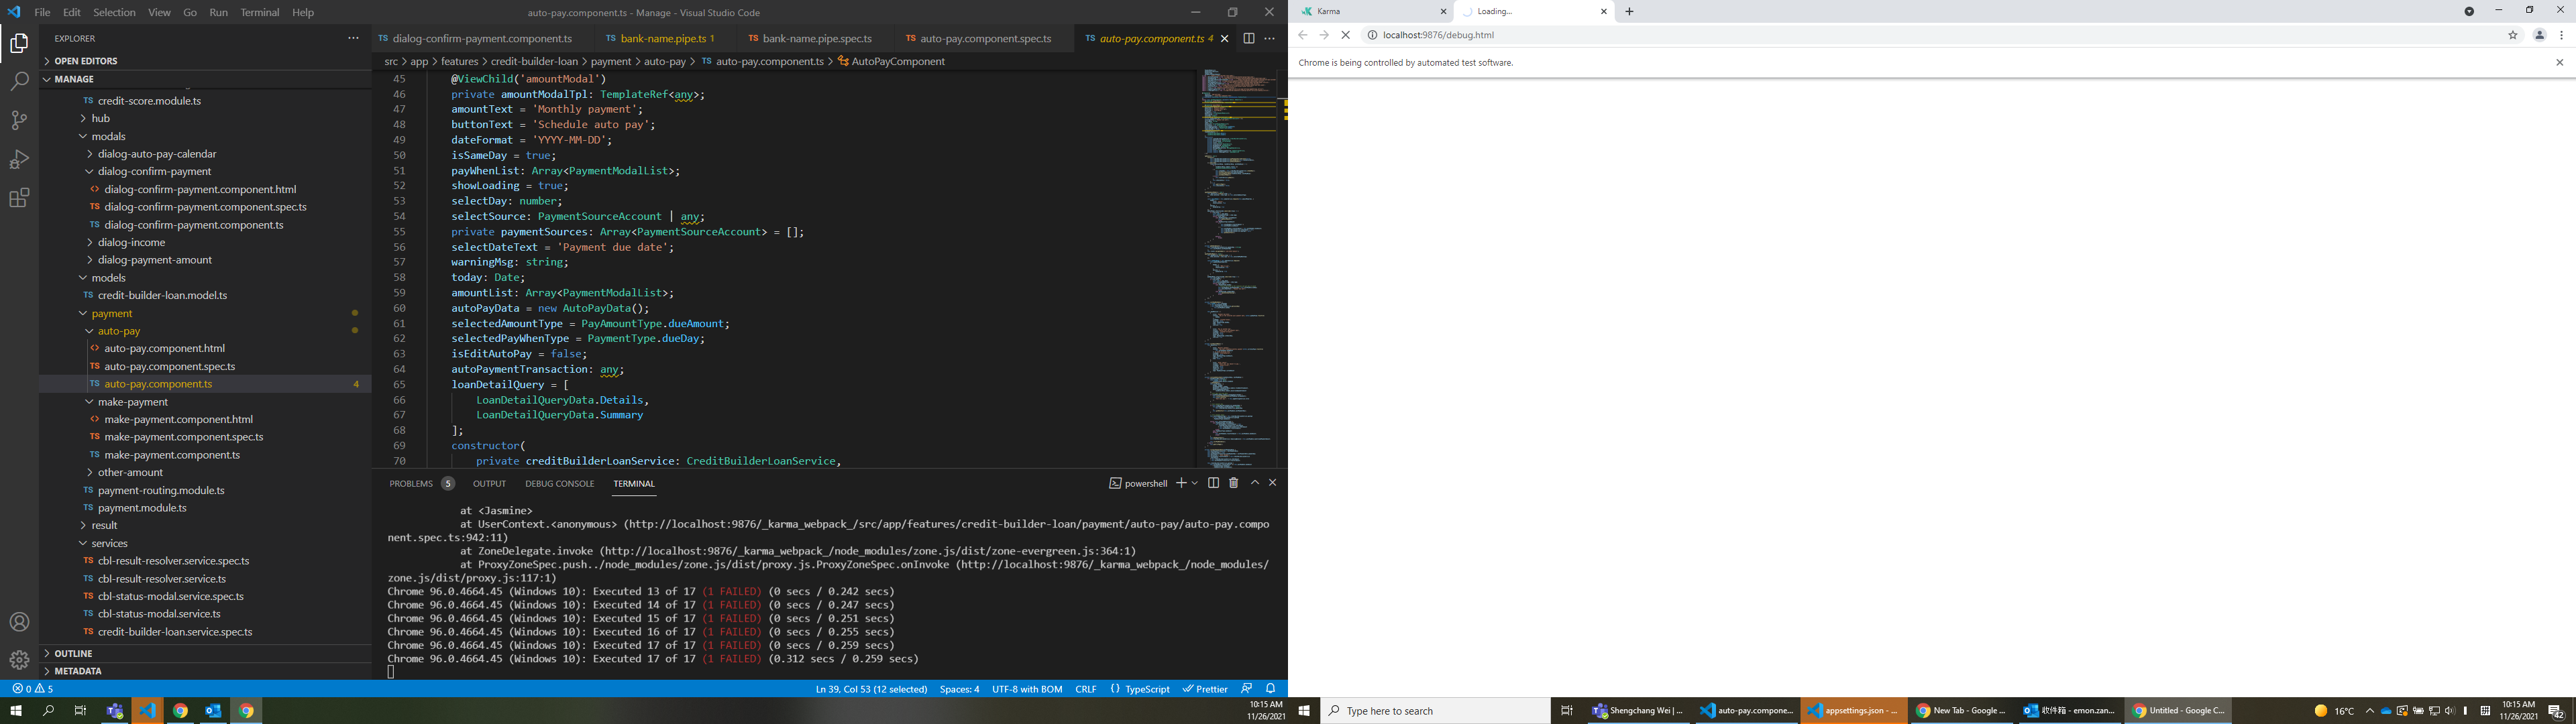 File Edit Selection View Go Run Terminal Help
auto-pay.component.ts - Manage - Visual Studio Code
EXPLORER
OPEN EDITORS
MANAGE
credit-score.module.ts
hub
modals
dialog-auto-pay-calendar
dialog-confirm-payment
dialog-confirm-payment.component.html
dialog-confirm-payment.component.spec.ts
dialog-confirm-payment.component.ts
dialog-income
dialog-payment-amount
models
credit-builder-loan.model.ts
payment
auto-pay
auto-pay.component.html
auto-pay.component.spec.ts
auto-pay.component.ts 4
make-payment
make-payment.component.html
make-payment.component.spec.ts
make-payment.component.ts
other-amount
payment-routing.module.ts
payment.module.ts
result
services
cbl-result-resolver.service.spec.ts
cbl-result-resolver.service.ts
cbl-status-modal.service.spec.ts
cbl-status-modal.service.ts
credit-builder-loan.service.spec.ts
OUTLINE
METADATA
dialog-confirm-payment.component.ts bank-name.pipe.ts 1 bank-name.pipe.spec.ts auto-pay.component.spec.ts auto-pay.component.ts 4
src > app > features > credit-builder-loan > payment > auto-pay > auto-pay.component.ts > AutoPayComponent
45 @ViewChild('amountModal')
46 private amountModalTpl: TemplateRef<any>;
47 amountText = 'Monthly payment';
48 buttonText = 'Schedule auto pay';
49 dateFormat = 'YYYY-MM-DD';
50 isSameDay = true;
51 payWhenList: Array<PaymentModalList>;
52 showLoading = true;
53 selectDay: number;
54 selectSource: PaymentSourceAccount | any;
55 private paymentSources: Array<PaymentSourceAccount> = [];
56 selectDateText = 'Payment due date';
57 warningMsg: string;
58 today: Date;
59 amountList: Array<PaymentModalList>;
60 autoPayData = new AutoPayData();
61 selectedAmountType = PayAmountType.dueAmount;
62 selectedPayWhenType = PaymentType.dueDay;
63 isEditAutoPay = false;
64 autoPaymentTransaction: any;
65 loanDetailQuery = [
66 LoanDetailQueryData.Details,
67 LoanDetailQueryData.Summary
68 ];
69 constructor(
70 private creditBuilderLoanService: CreditBuilderLoanService,
PROBLEMS 5 OUTPUT DEBUG CONSOLE TERMINAL powershell
at <Jasmine>
at UserContext.<anonymous> (http://localhost:9876/_karma_webpack_/src/app/features/credit-builder-loan/payment/auto-pay/auto-pay.compo
nent.spec.ts:942:11)
at ZoneDelegate.invoke (http://localhost:9876/_karma_webpack_/node_modules/zone.js/dist/zone-evergreen.js:364:1)
at ProxyZoneSpec.push../node_modules/zone.js/dist/proxy.js.ProxyZoneSpec.onInvoke (http://localhost:9876/_karma_webpack_/node_modules/
zone.js/dist/proxy.js:117:1)
Chrome 96.0.4664.45 (Windows 10): Executed 13 of 17 (1 FAILED) (0 secs / 0.242 secs)
Chrome 96.0.4664.45 (Windows 10): Executed 14 of 17 (1 FAILED) (0 secs / 0.247 secs)
Chrome 96.0.4664.45 (Windows 10): Executed 15 of 17 (1 FAILED) (0 secs / 0.251 secs)
Chrome 96.0.4664.45 (Windows 10): Executed 16 of 17 (1 FAILED) (0 secs / 0.255 secs)
Chrome 96.0.4664.45 (Windows 10): Executed 17 of 17 (1 FAILED) (0 secs / 0.259 secs)
Chrome 96.0.4664.45 (Windows 10): Executed 17 of 17 (1 FAILED) (0.312 secs / 0.259 secs)
0 5 Ln 39, Col 53 (12 selected) Spaces: 4 UTF-8 with BOM CRLF TypeScript Prettier
10:15 AM
11/26/2021
Karma
Loading...
localhost:9876/debug.html
Chrome is being controlled by automated test software.
Type here to search
Shengchang Wei | ...
auto-pay.compone...
appsettings.json - ...
New Tab - Google ...
收件箱 - emon.zan...
Untitled - Google C...
16°C
10:15 AM
11/26/2021
42